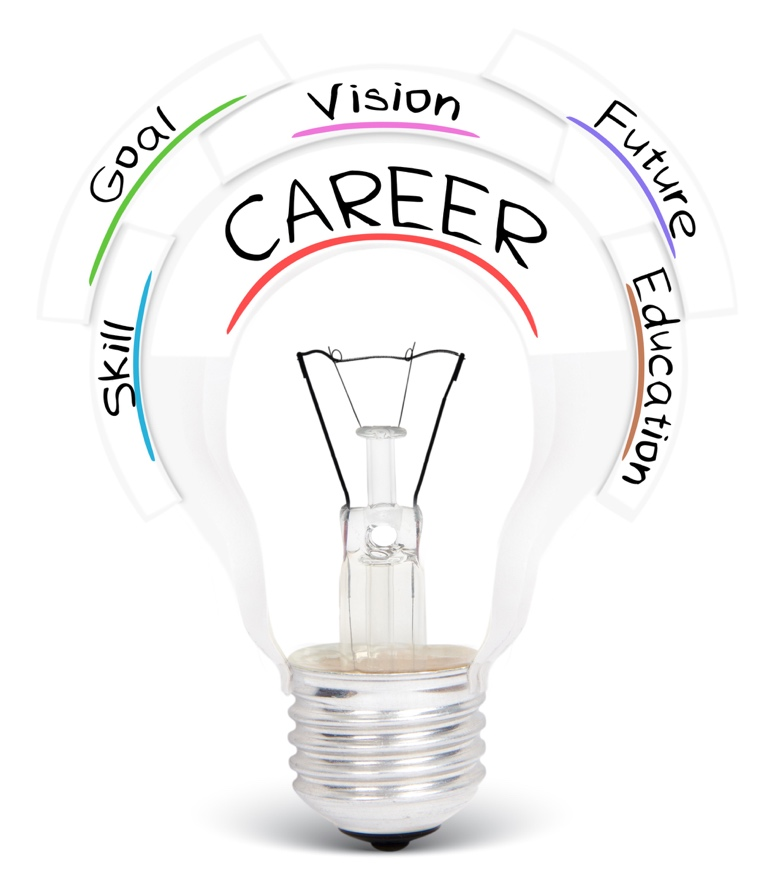 Goal
Vision
Future
CAREER
Skill
Education